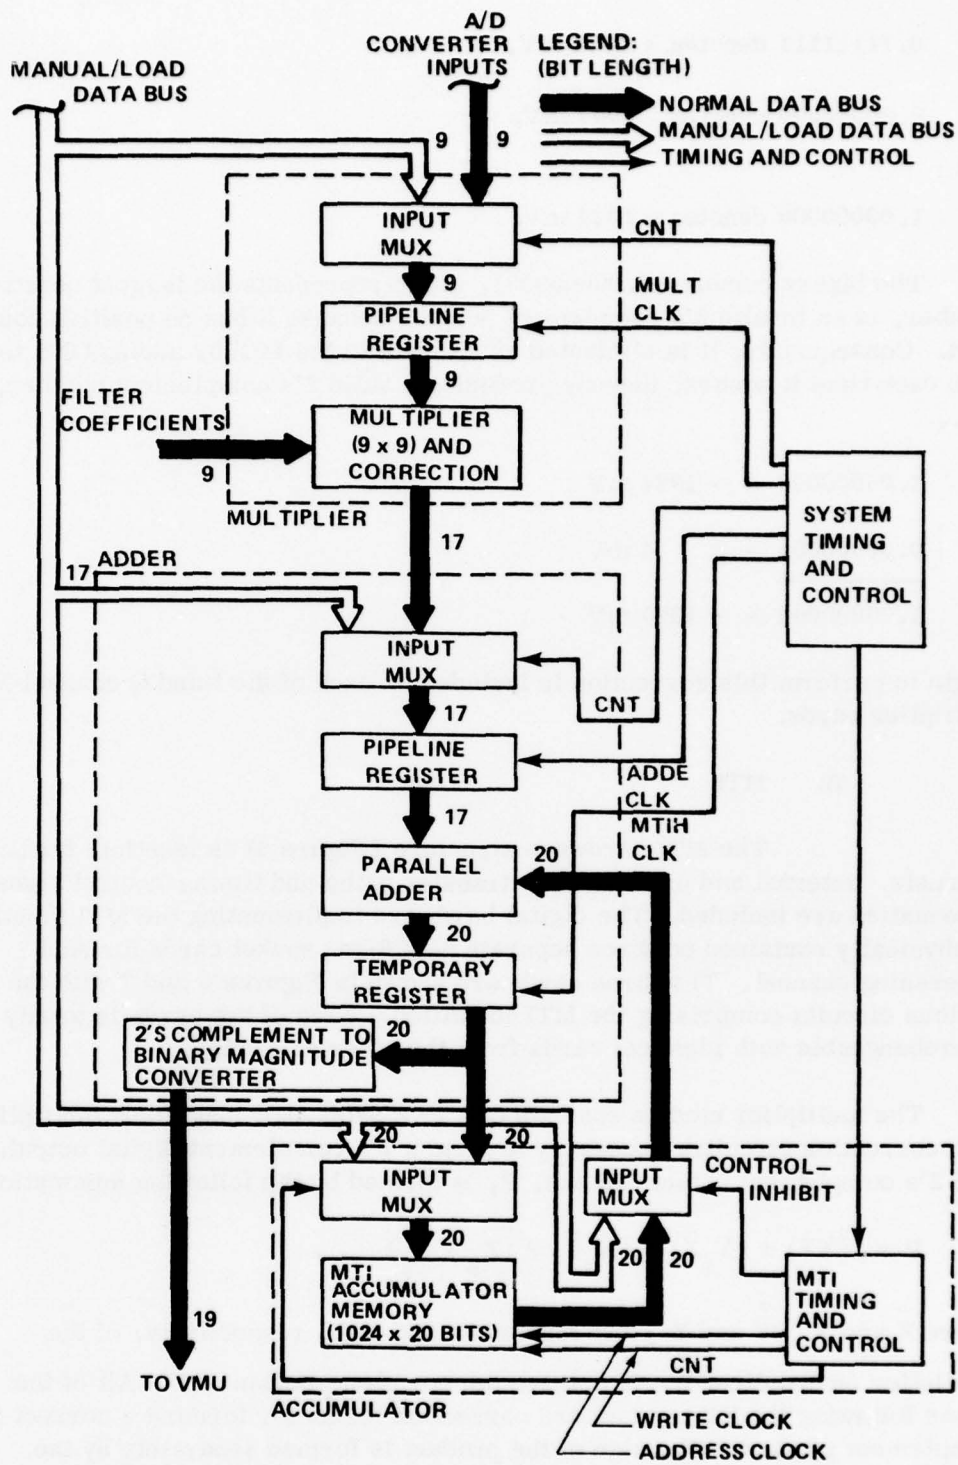 A/D
CONVERTER
INPUTS
LEGEND:
(BIT LENGTH)
MANUAL/LOAD
DATA BUS
NORMAL DATA BUS
MANUAL/LOAD DATA BUS
TIMING AND CONTROL
9
9
INPUT
MUX
CNT
9
MULT
CLK
PIPELINE
REGISTER
9
FILTER
COEFFICIENTS
9
MULTIPLIER
(9 x 9) AND
CORRECTION
MULTIPLIER
SYSTEM
TIMING
AND
CONTROL
17
17
ADDER
INPUT
MUX
CNT
17
PIPELINE
REGISTER
ADDE
CLK
MTIH
CLK
17
20
PARALLEL
ADDER
20
TEMPORARY
REGISTER
20
2'S COMPLEMENT TO
BINARY MAGNITUDE
CONVERTER
20
20
INPUT
MUX
INPUT
MUX
CONTROL–
INHIBIT
20
20
20
MTI
ACCUMULATOR
MEMORY
(1024 x 20 BITS)
MTI
TIMING
AND
CONTROL
19
CNT
TO VMU
ACCUMULATOR
WRITE CLOCK
ADDRESS CLOCK